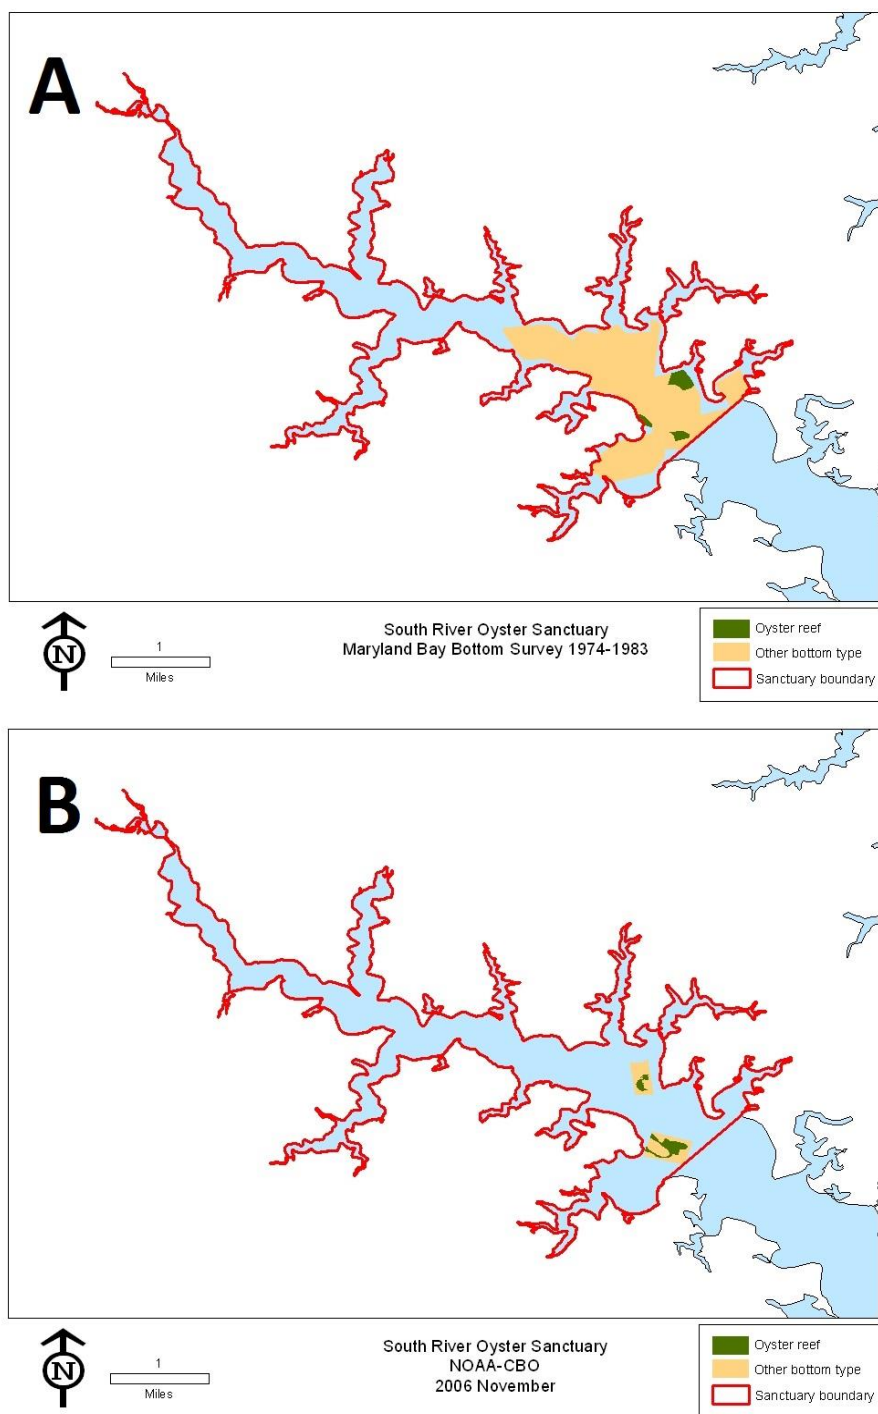 A
N
1
Miles
South River Oyster Sanctuary
Maryland Bay Bottom Survey 1974-1983
Oyster reef
Other bottom type
Sanctuary boundary
B
N
1
Miles
South River Oyster Sanctuary
NOAA-CBO
2006 November
Oyster reef
Other bottom type
Sanctuary boundary